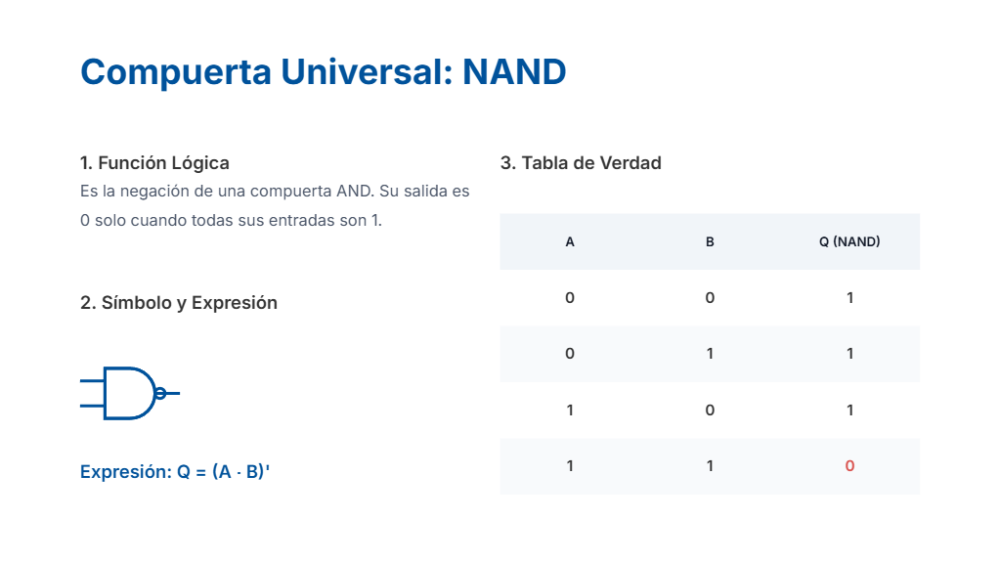 Compuerta Universal: NAND
1. Función Lógica
Es la negación de una compuerta AND. Su salida es
0 solo cuando todas sus entradas son 1.
2. Símbolo y Expresión
Expresión: Q = (A · B)'
3. Tabla de Verdad
A B Q (NAND)
0 0 1
0 1 1
1 0 1
1 1 0